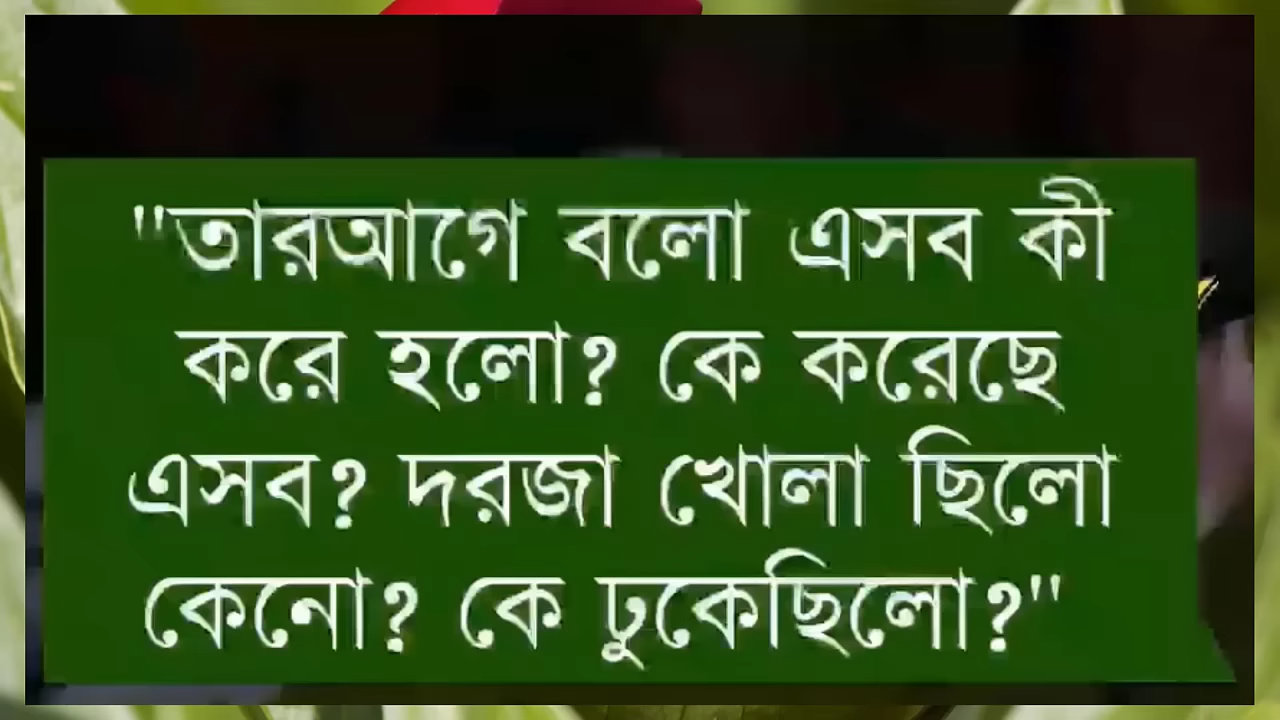 "তারআগে বলো এসব কী
করে হলো? কে করেছে
এসব? দরজা খোলা ছিলো
কেনো? কে ঢুকেছিলো?"